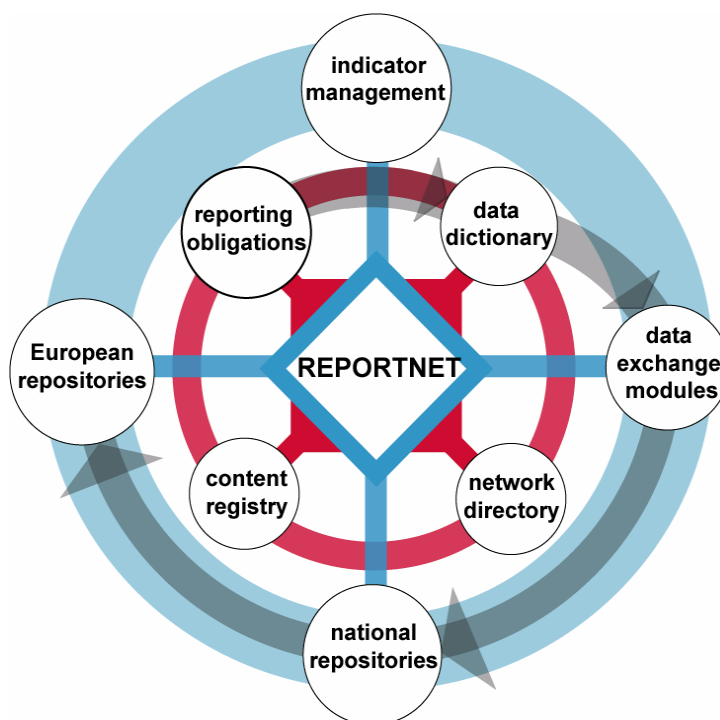 indicator
management
reporting
obligations
data
dictionary
European
repositories
REPORTNET
data
exchange
modules
content
registry
network
directory
national
repositories